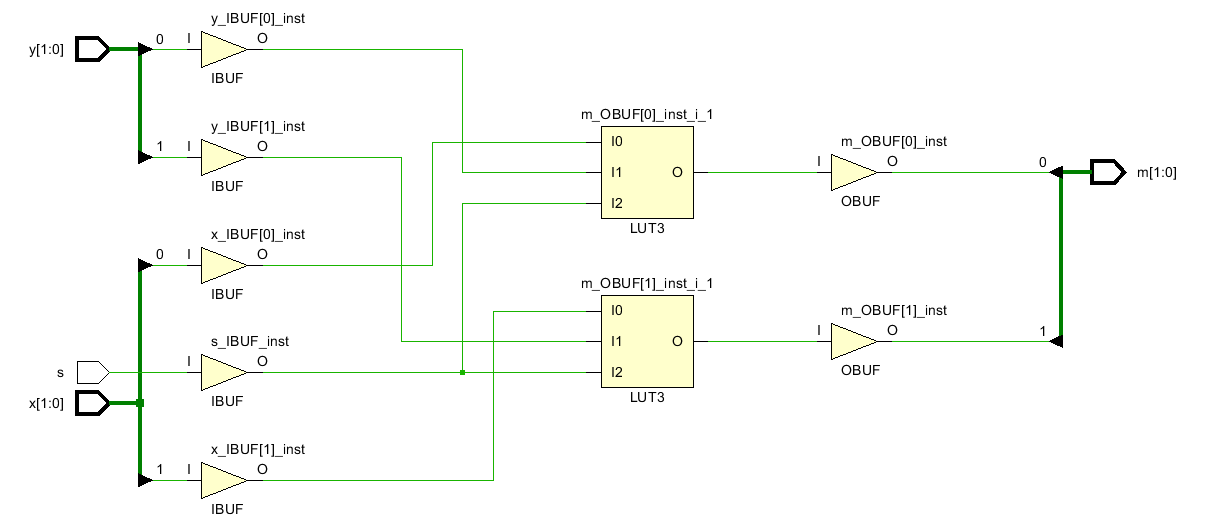 y_IBUF[0]_inst
y[1:0] 0 I O
IBUF
y_IBUF[1]_inst
1 I O
IBUF
m_OBUF[0]_inst_i_1
I0
I1 O
I2
LUT3
m_OBUF[0]_inst
I O
OBUF
0 m[1:0]
x_IBUF[0]_inst
0 I O
IBUF
m_OBUF[1]_inst_i_1
I0
I1 O
I2
LUT3
m_OBUF[1]_inst
I O
OBUF
1
s_IBUF_inst
s I O
IBUF
x[1:0]
x_IBUF[1]_inst
1 I O
IBUF